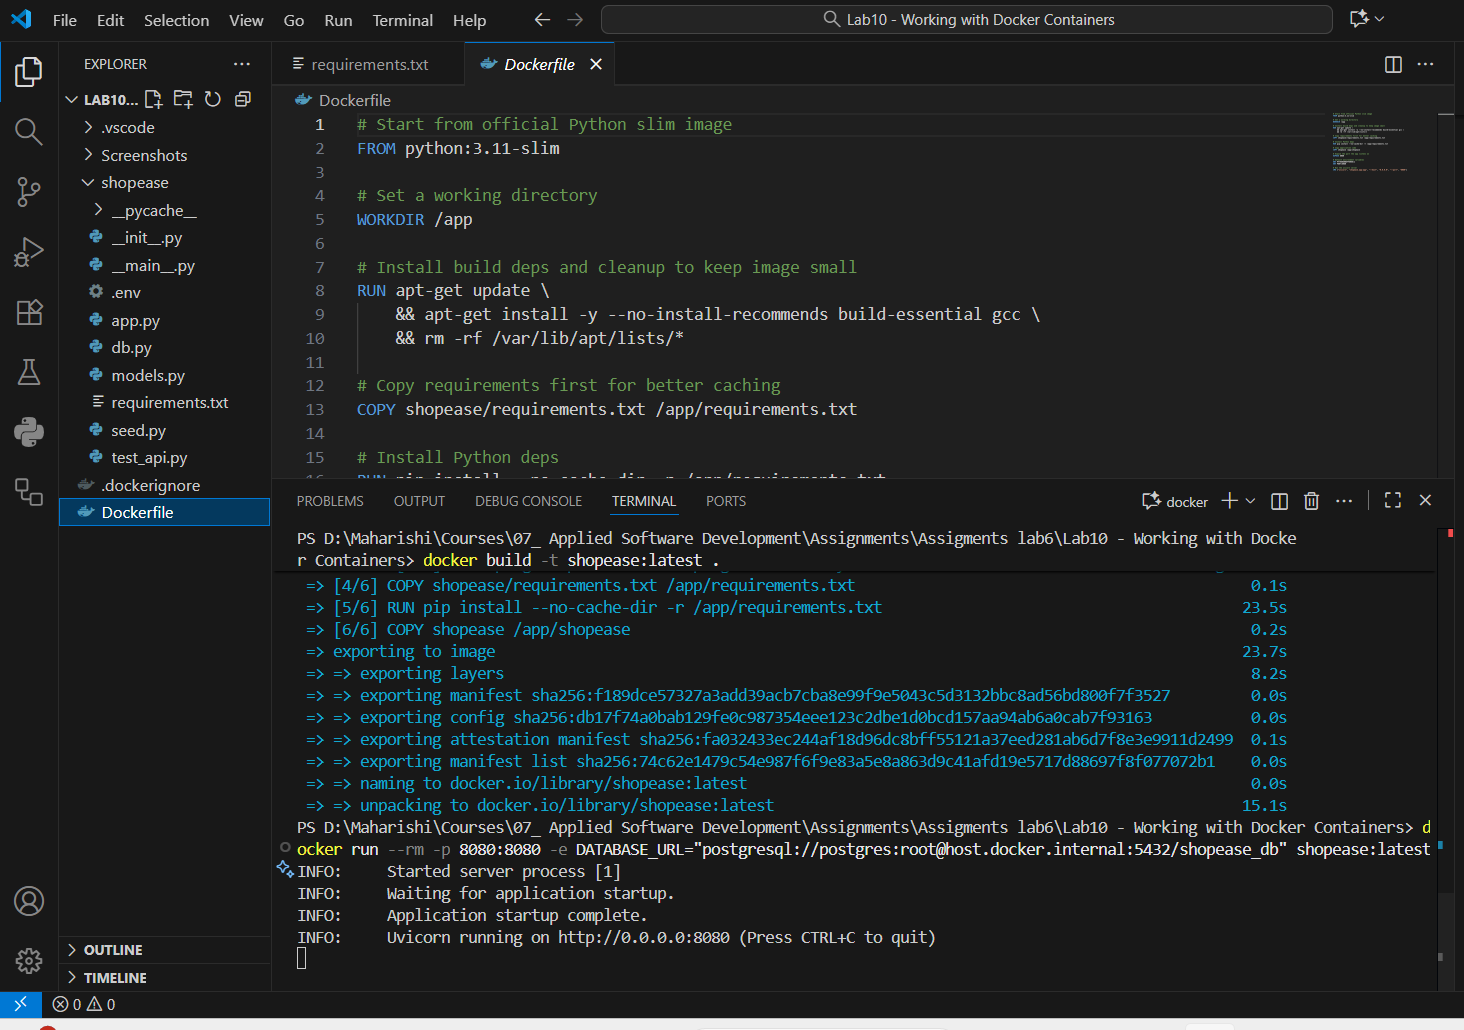 File Edit Selection View Go Run Terminal Help
Lab10 - Working with Docker Containers
EXPLORER
LAB10...
.vscode
Screenshots
shopease
__pycache__
__init__.py
__main__.py
.env
app.py
db.py
models.py
requirements.txt
seed.py
test_api.py
.dockerignore
Dockerfile
OUTLINE
TIMELINE
requirements.txt
Dockerfile
Dockerfile
1 # Start from official Python slim image
2 FROM python:3.11-slim
3
4 # Set a working directory
5 WORKDIR /app
6
7 # Install build deps and cleanup to keep image small
8 RUN apt-get update \
9 && apt-get install -y --no-install-recommends build-essential gcc \
10 && rm -rf /var/lib/apt/lists/*
11
12 # Copy requirements first for better caching
13 COPY shopease/requirements.txt /app/requirements.txt
14
15 # Install Python deps
16 RUN pip install --no-cache-dir -r /app/requirements.txt
PROBLEMS OUTPUT DEBUG CONSOLE TERMINAL PORTS
docker
PS D:\Maharishi\Courses\07_ Applied Software Development\Assignments\Assigments lab6\Lab10 - Working with Docke
r Containers> docker build -t shopease:latest .
=> [4/6] COPY shopease/requirements.txt /app/requirements.txt 0.1s
=> [5/6] RUN pip install --no-cache-dir -r /app/requirements.txt 23.5s
=> [6/6] COPY shopease /app/shopease 0.2s
=> exporting to image 23.7s
=> => exporting layers 8.2s
=> => exporting manifest sha256:f189dce57327a3add39acb7cba8e99f9e5043c5d3132bbc8ad56bd800f7f3527 0.0s
=> => exporting config sha256:db17f74a0bab129fe0c987354eee123c2dbe1d0bcd157aa94ab6a0cab7f93163 0.0s
=> => exporting attestation manifest sha256:fa032433ec244af18d96dc8bff55121a37eed281ab6d7f8e3e9911d2499 0.1s
=> => exporting manifest list sha256:74c62e1479c54e987f6f9e83a5e8a863d9c41afd19e5717d88697f8f077072b1 0.0s
=> => naming to docker.io/library/shopease:latest 0.0s
=> => unpacking to docker.io/library/shopease:latest 15.1s
PS D:\Maharishi\Courses\07_ Applied Software Development\Assignments\Assigments lab6\Lab10 - Working with Docker Containers> d
ocker run --rm -p 8080:8080 -e DATABASE_URL="postgresql://postgres:root@host.docker.internal:5432/shopease_db" shopease:latest
INFO: Started server process [1]
INFO: Waiting for application startup.
INFO: Application startup complete.
INFO: Uvicorn running on http://0.0.0.0:8080 (Press CTRL+C to quit)
0 0